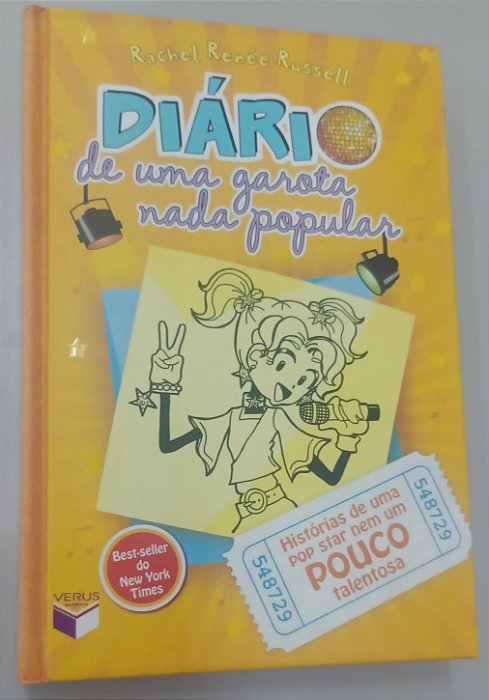 Rachel Renée Russell
DIÁRIO
de uma garota
nada popular
548729
Histórias de uma
pop star nem um
POUCO
talentosa
548729
Best-seller
do
New York
Times
VERUS